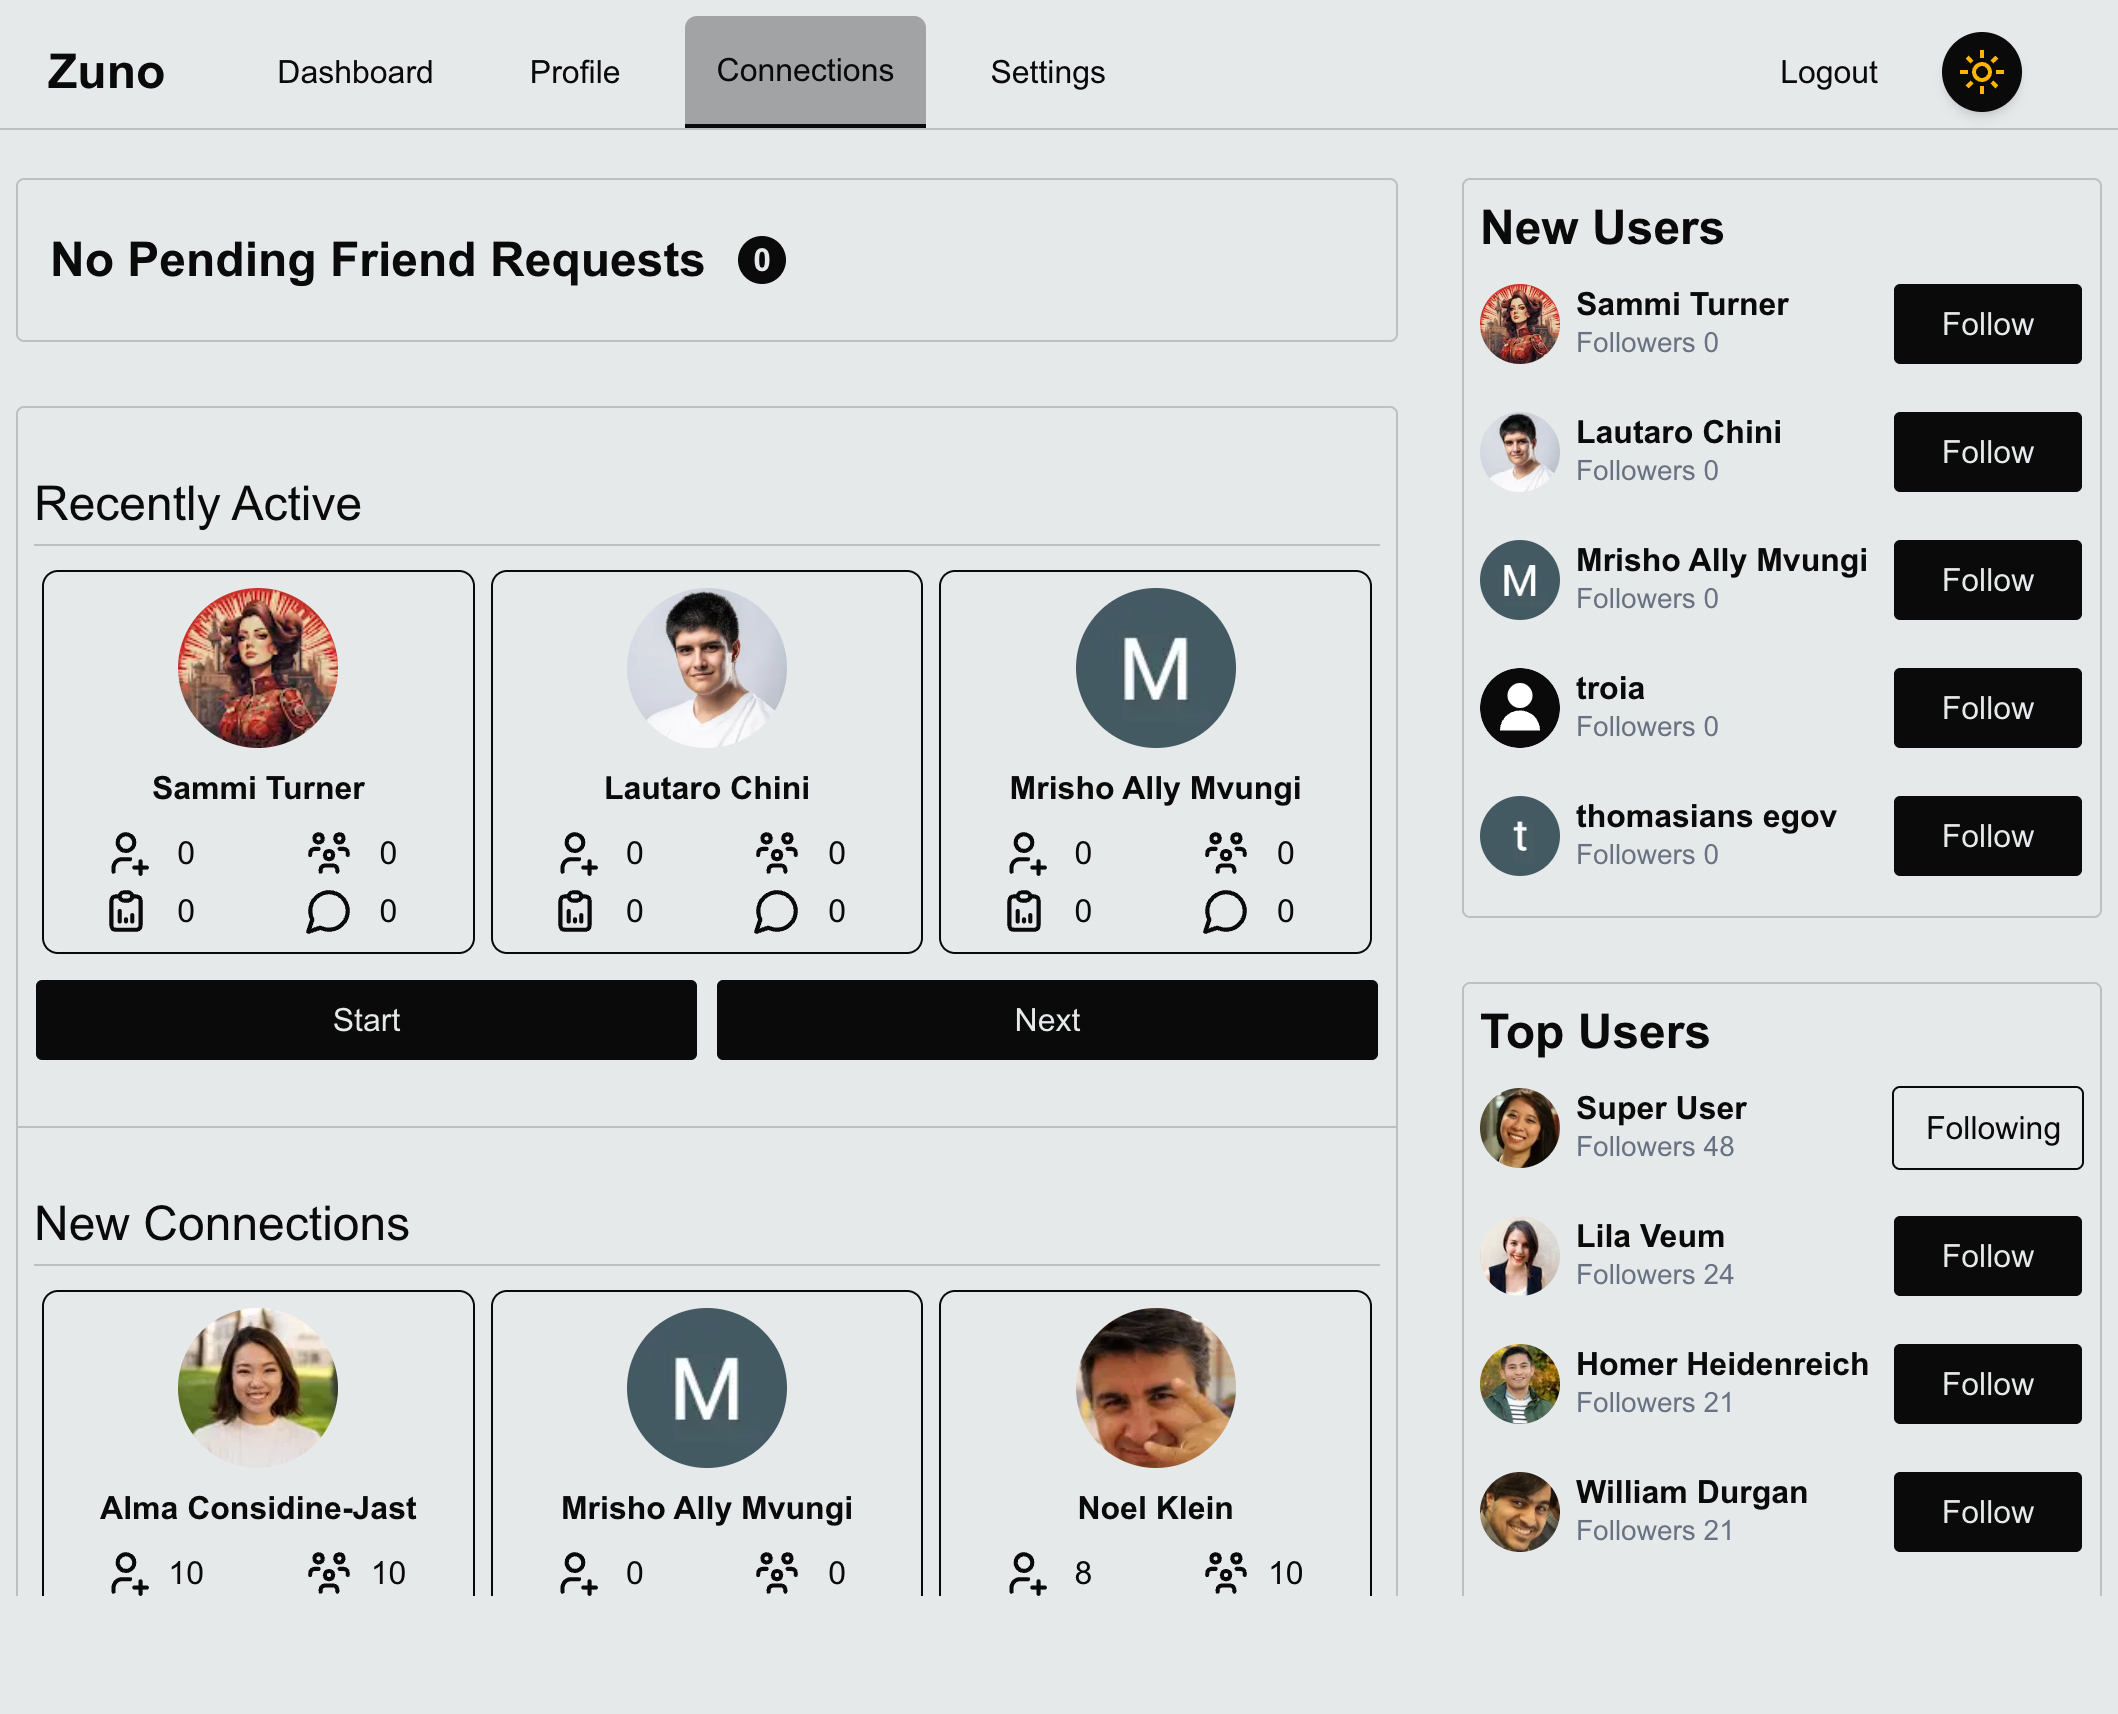 Zuno
Dashboard
Profile
Connections
Settings
Logout
No Pending Friend Requests 0
Recently Active
Sammi Turner
0 0
0 0
Lautaro Chini
0 0
0 0
M
Mrisho Ally Mvungi
0 0
0 0
Start
Next
New Connections
Alma Considine-Jast
10 10
M
Mrisho Ally Mvungi
0 0
Noel Klein
8 10
New Users
Sammi Turner
Followers 0
Follow
Lautaro Chini
Followers 0
Follow
M
Mrisho Ally Mvungi
Followers 0
Follow
troia
Followers 0
Follow
t
thomasians egov
Followers 0
Follow
Top Users
Super User
Followers 48
Following
Lila Veum
Followers 24
Follow
Homer Heidenreich
Followers 21
Follow
William Durgan
Followers 21
Follow